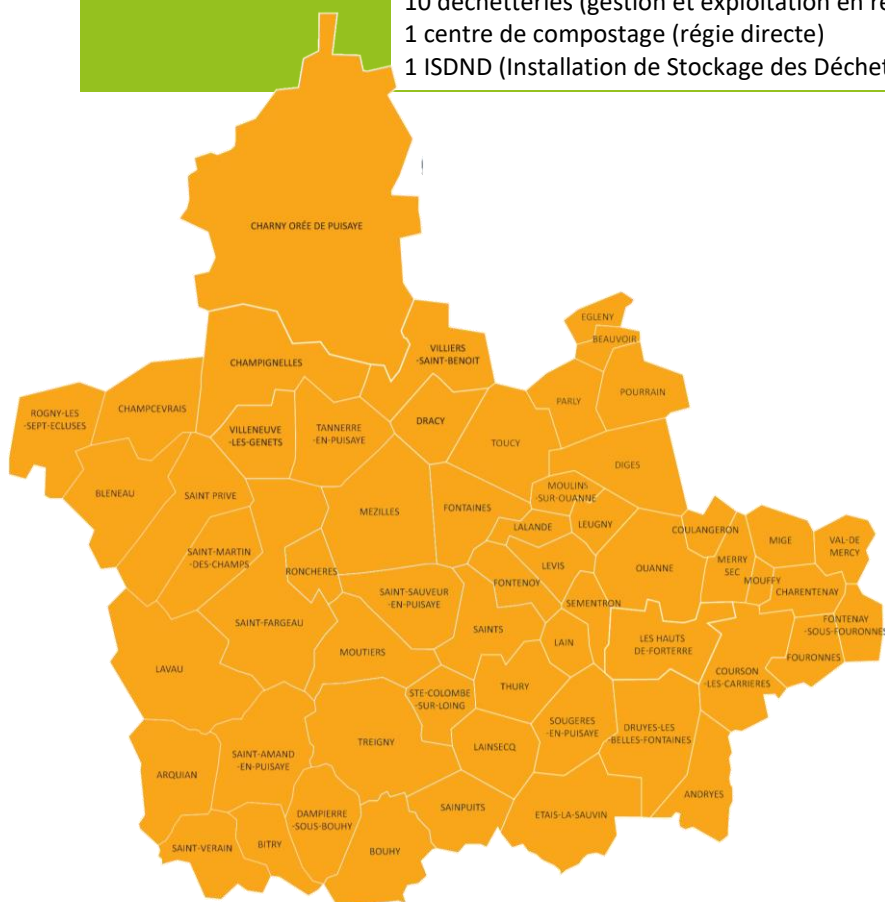 10 déchetteries (gestion et exploitation en ré
1 centre de compostage (régie directe)
1 ISDND (Installation de Stockage des Déchet
CHARNY ORÉE DE PUISAYE
EGLENY
BEAUVOIR
VILLIERS
-SAINT-BENOIT
CHAMPIGNELLES
POURRAIN
PARLY
CHAMPCEVRAIS
ROGNY-LES
-SEPT-ECLUSES
DRACY
VILLENEUVE
-LES-GENETS
TANNERRE
-EN-PUISAYE
TOUCY
DIGES
BLENEAU
SAINT PRIVE
MOULINS
-SUR-OUANNE
MEZILLES
FONTAINES
LALANDE
LEUGNY
COULANGERON
MIGE
VAL-DE
MERCY
SAINT-MARTIN
-DES-CHAMPS
RONCHERES
LEVIS
OUANNE
MERRY
SEC
MOUFFY
FONTENOY
CHARENTENAY
SAINT-SAUVEUR
-EN-PUISAYE
SEMENTRON
FONTENAY
-SOUS-FOURONNES
SAINT-FARGEAU
SAINTS
LAIN
LES HAUTS
DE-FORTERRE
MOUTIERS
FOURONNES
LAVAU
COURSON
-LES-CARRIERES
THURY
STE-COLOMBE
-SUR-LOING
SOUGERES
-EN-PUISAYE
DRUYES-LES
-BELLES-FONTAINES
TREIGNY
LAINSECQ
SAINT-AMAND
-EN-PUISAYE
ARQUIAN
ANDRYES
SAINPUITS
ETAIS-LA-SAUVIN
DAMPIERRE
-SOUS-BOUHY
SAINT-VERAIN
BITRY
BOUHY